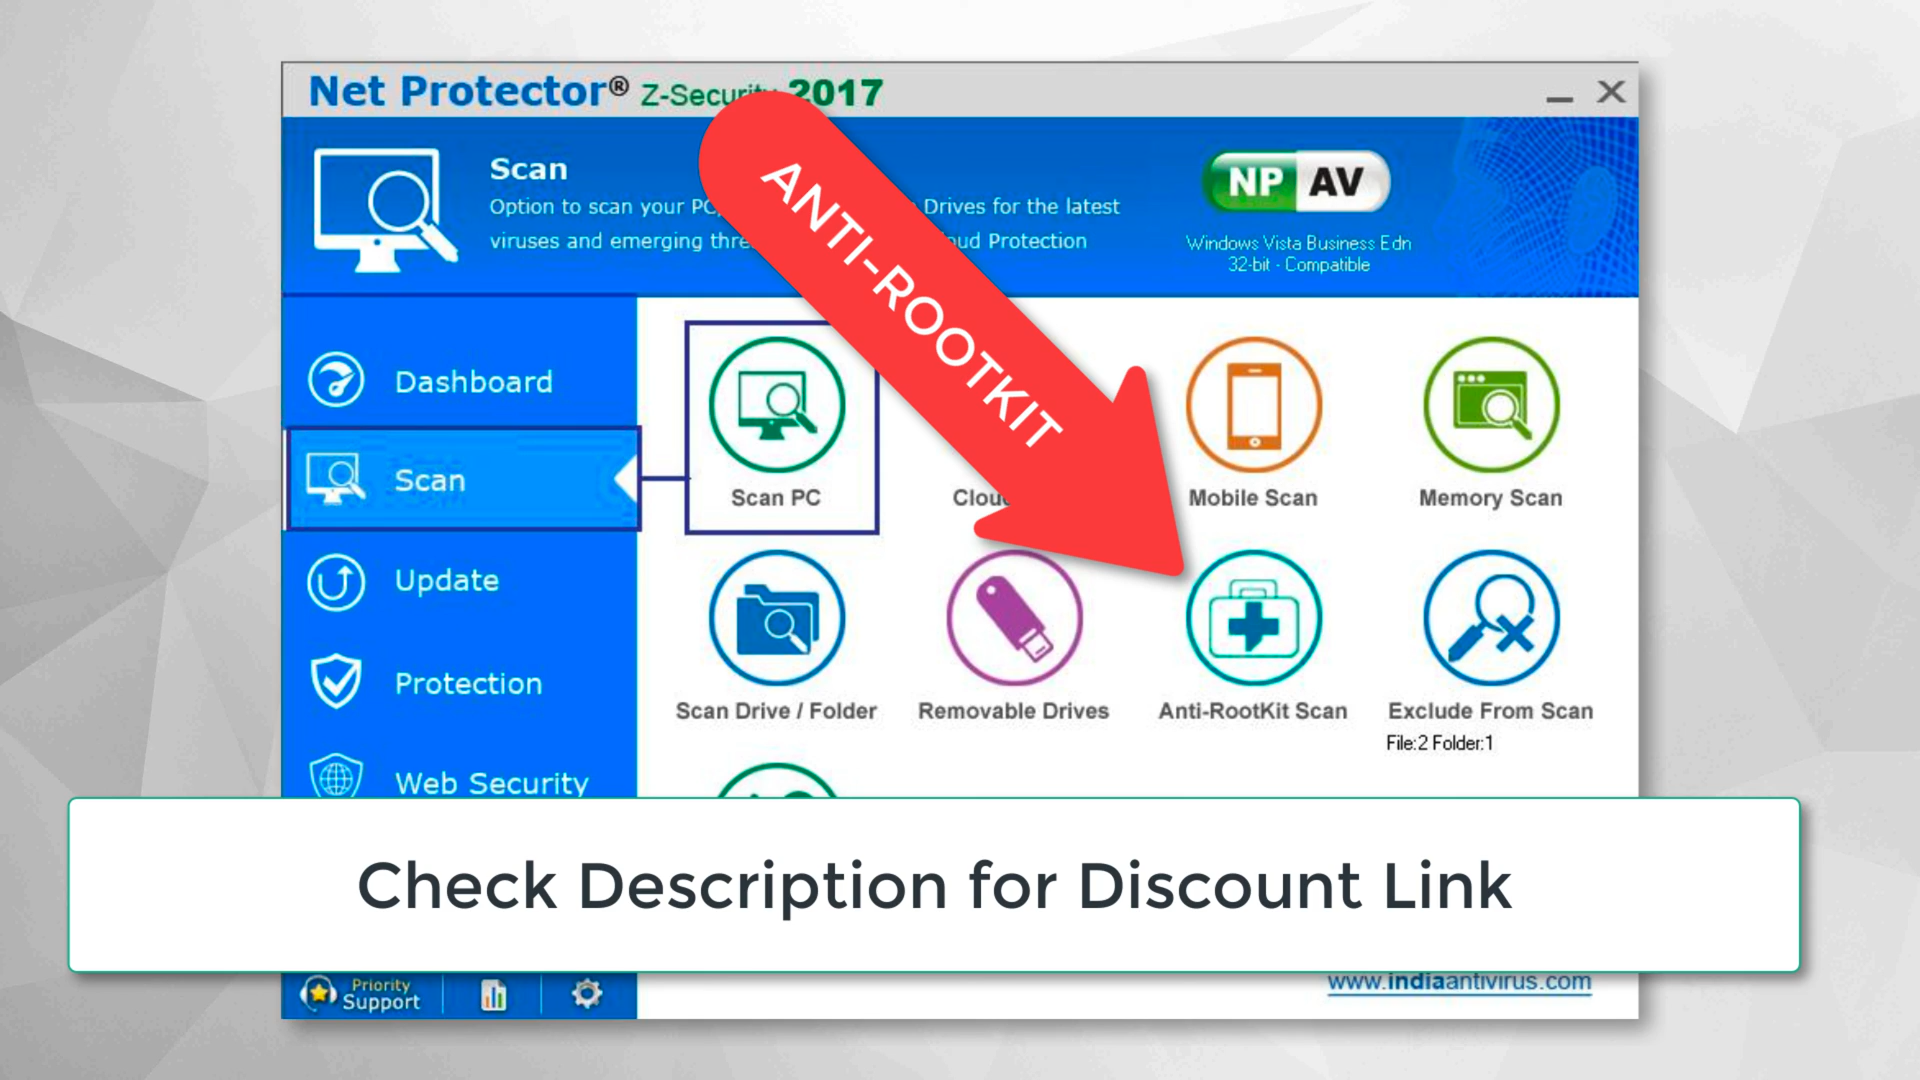 Net Protector® Z-Security 2017
Scan
Option to scan your PC, Drives for the latest
viruses and emerging Protection
NP AV
Windows Vista Business Edn
32-bit - Compatible
ANTI-ROOTKIT
Dashboard
Scan
Update
Protection
Web Security
Scan PC
Mobile Scan
Memory Scan
Scan Drive / Folder
Removable Drives
Anti-RootKit Scan
Exclude From Scan
File:2 Folder:1
Check Description for Discount Link
Priority
Support
www.indiaantivirus.com